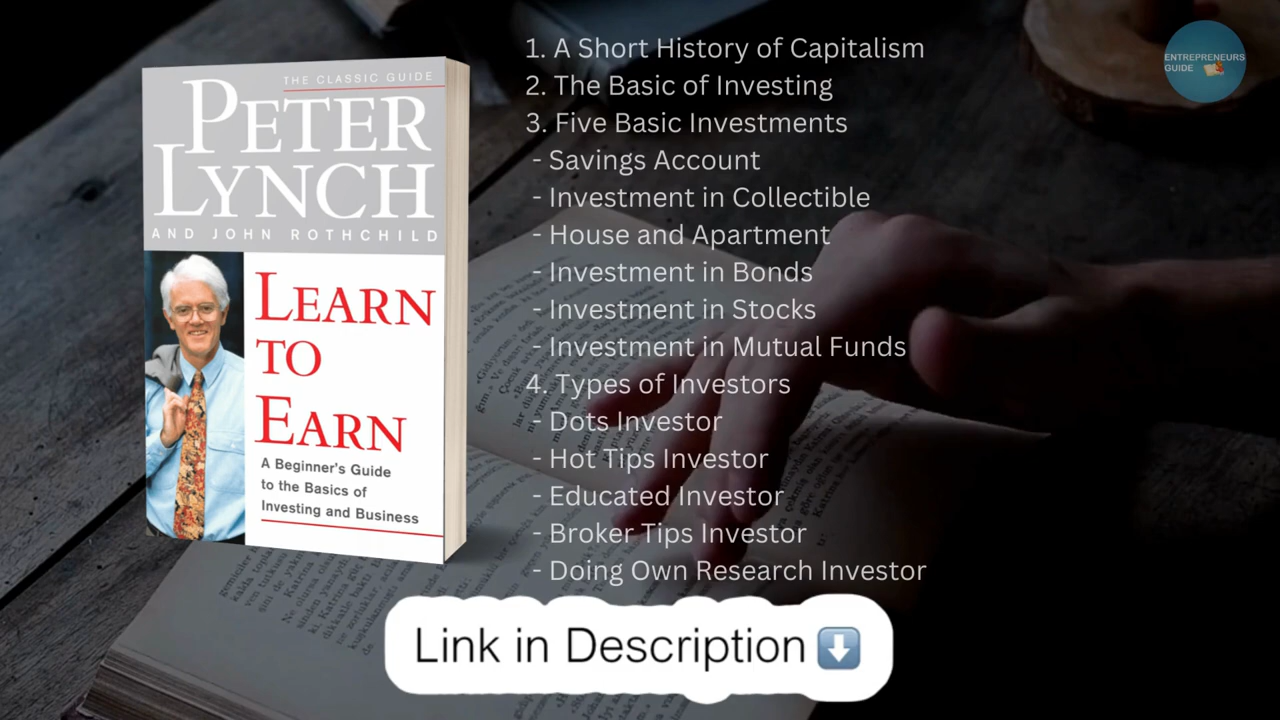 THE CLASSIC GUIDE
PETER
LYNCH
AND JOHN ROTHCHILD
LEARN
TO
EARN
A Beginner's Guide
to the Basics of
Investing and Business
1. A Short History of Capitalism
2. The Basic of Investing
3. Five Basic Investments
- Savings Account
- Investment in Collectible
- House and Apartment
- Investment in Bonds
- Investment in Stocks
- Investment in Mutual Funds
4. Types of Investors
- Dots Investor
- Hot Tips Investor
- Educated Investor
- Broker Tips Investor
- Doing Own Research Investor
ENTREPRENEURS
GUIDE
Link in Description